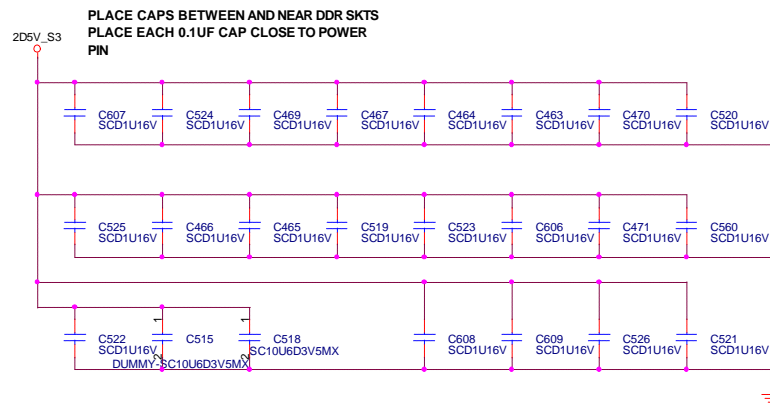 PLACE CAPS BETWEEN AND NEAR DDR SKTS
PLACE EACH 0.1UF CAP CLOSE TO POWER
PIN
2D5V_S3
C607 C524 C469 C467 C464 C463 C470 C520
SCD1U16V SCD1U16V SCD1U16V SCD1U16V SCD1U16V SCD1U16V SCD1U16V SCD1U16V
C525 C466 C465 C519 C523 C606 C471 C560
SCD1U16V SCD1U16V SCD1U16V SCD1U16V SCD1U16V SCD1U16V SCD1U16V SCD1U16V
1 1
C522 C515 C518 C608 C609 C526 C521
SCD1U16V SC10U6D3V5MX SCD1U16V SCD1U16V SCD1U16V SCD1U16V
2 2
DUMMY-SC10U6D3V5MX